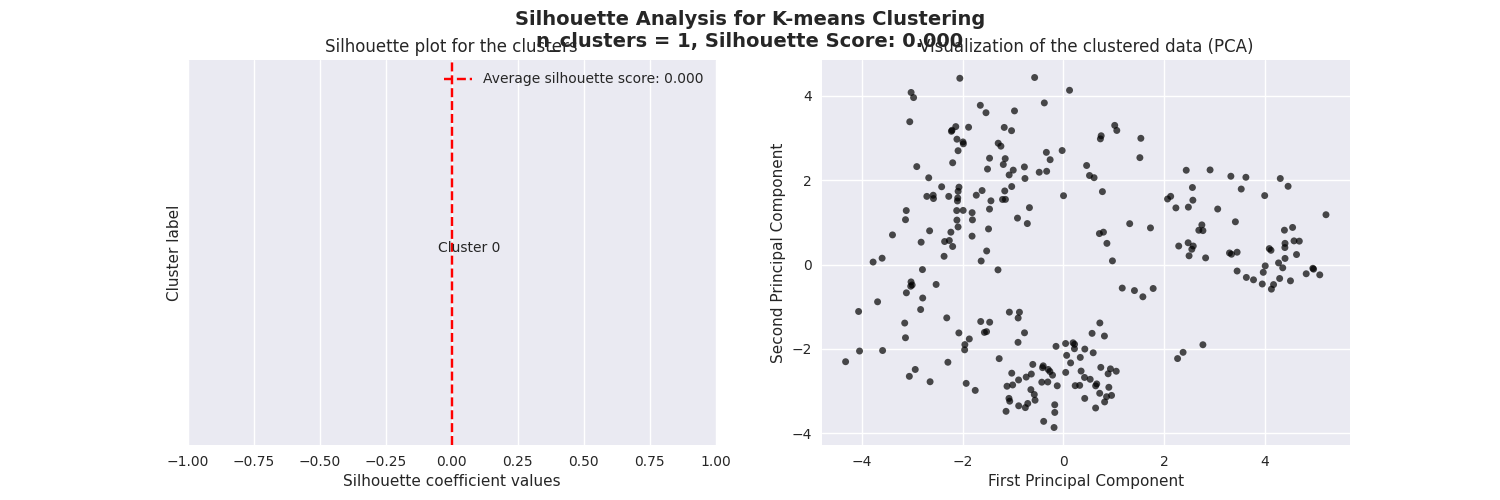 Silhouette Analysis for K-means Clustering
n_clusters = 1, Silhouette Score: 0.000
Silhouette plot for the clusters
Average silhouette score: 0.000
Cluster 0
Cluster label
−1.00 −0.75 −0.50 −0.25 0.00 0.25 0.50 0.75 1.00
Silhouette coefficient values
Visualization of the clustered data (PCA)
4
2
0
−2
−4
Second Principal Component
−4 −2 0 2 4
First Principal Component